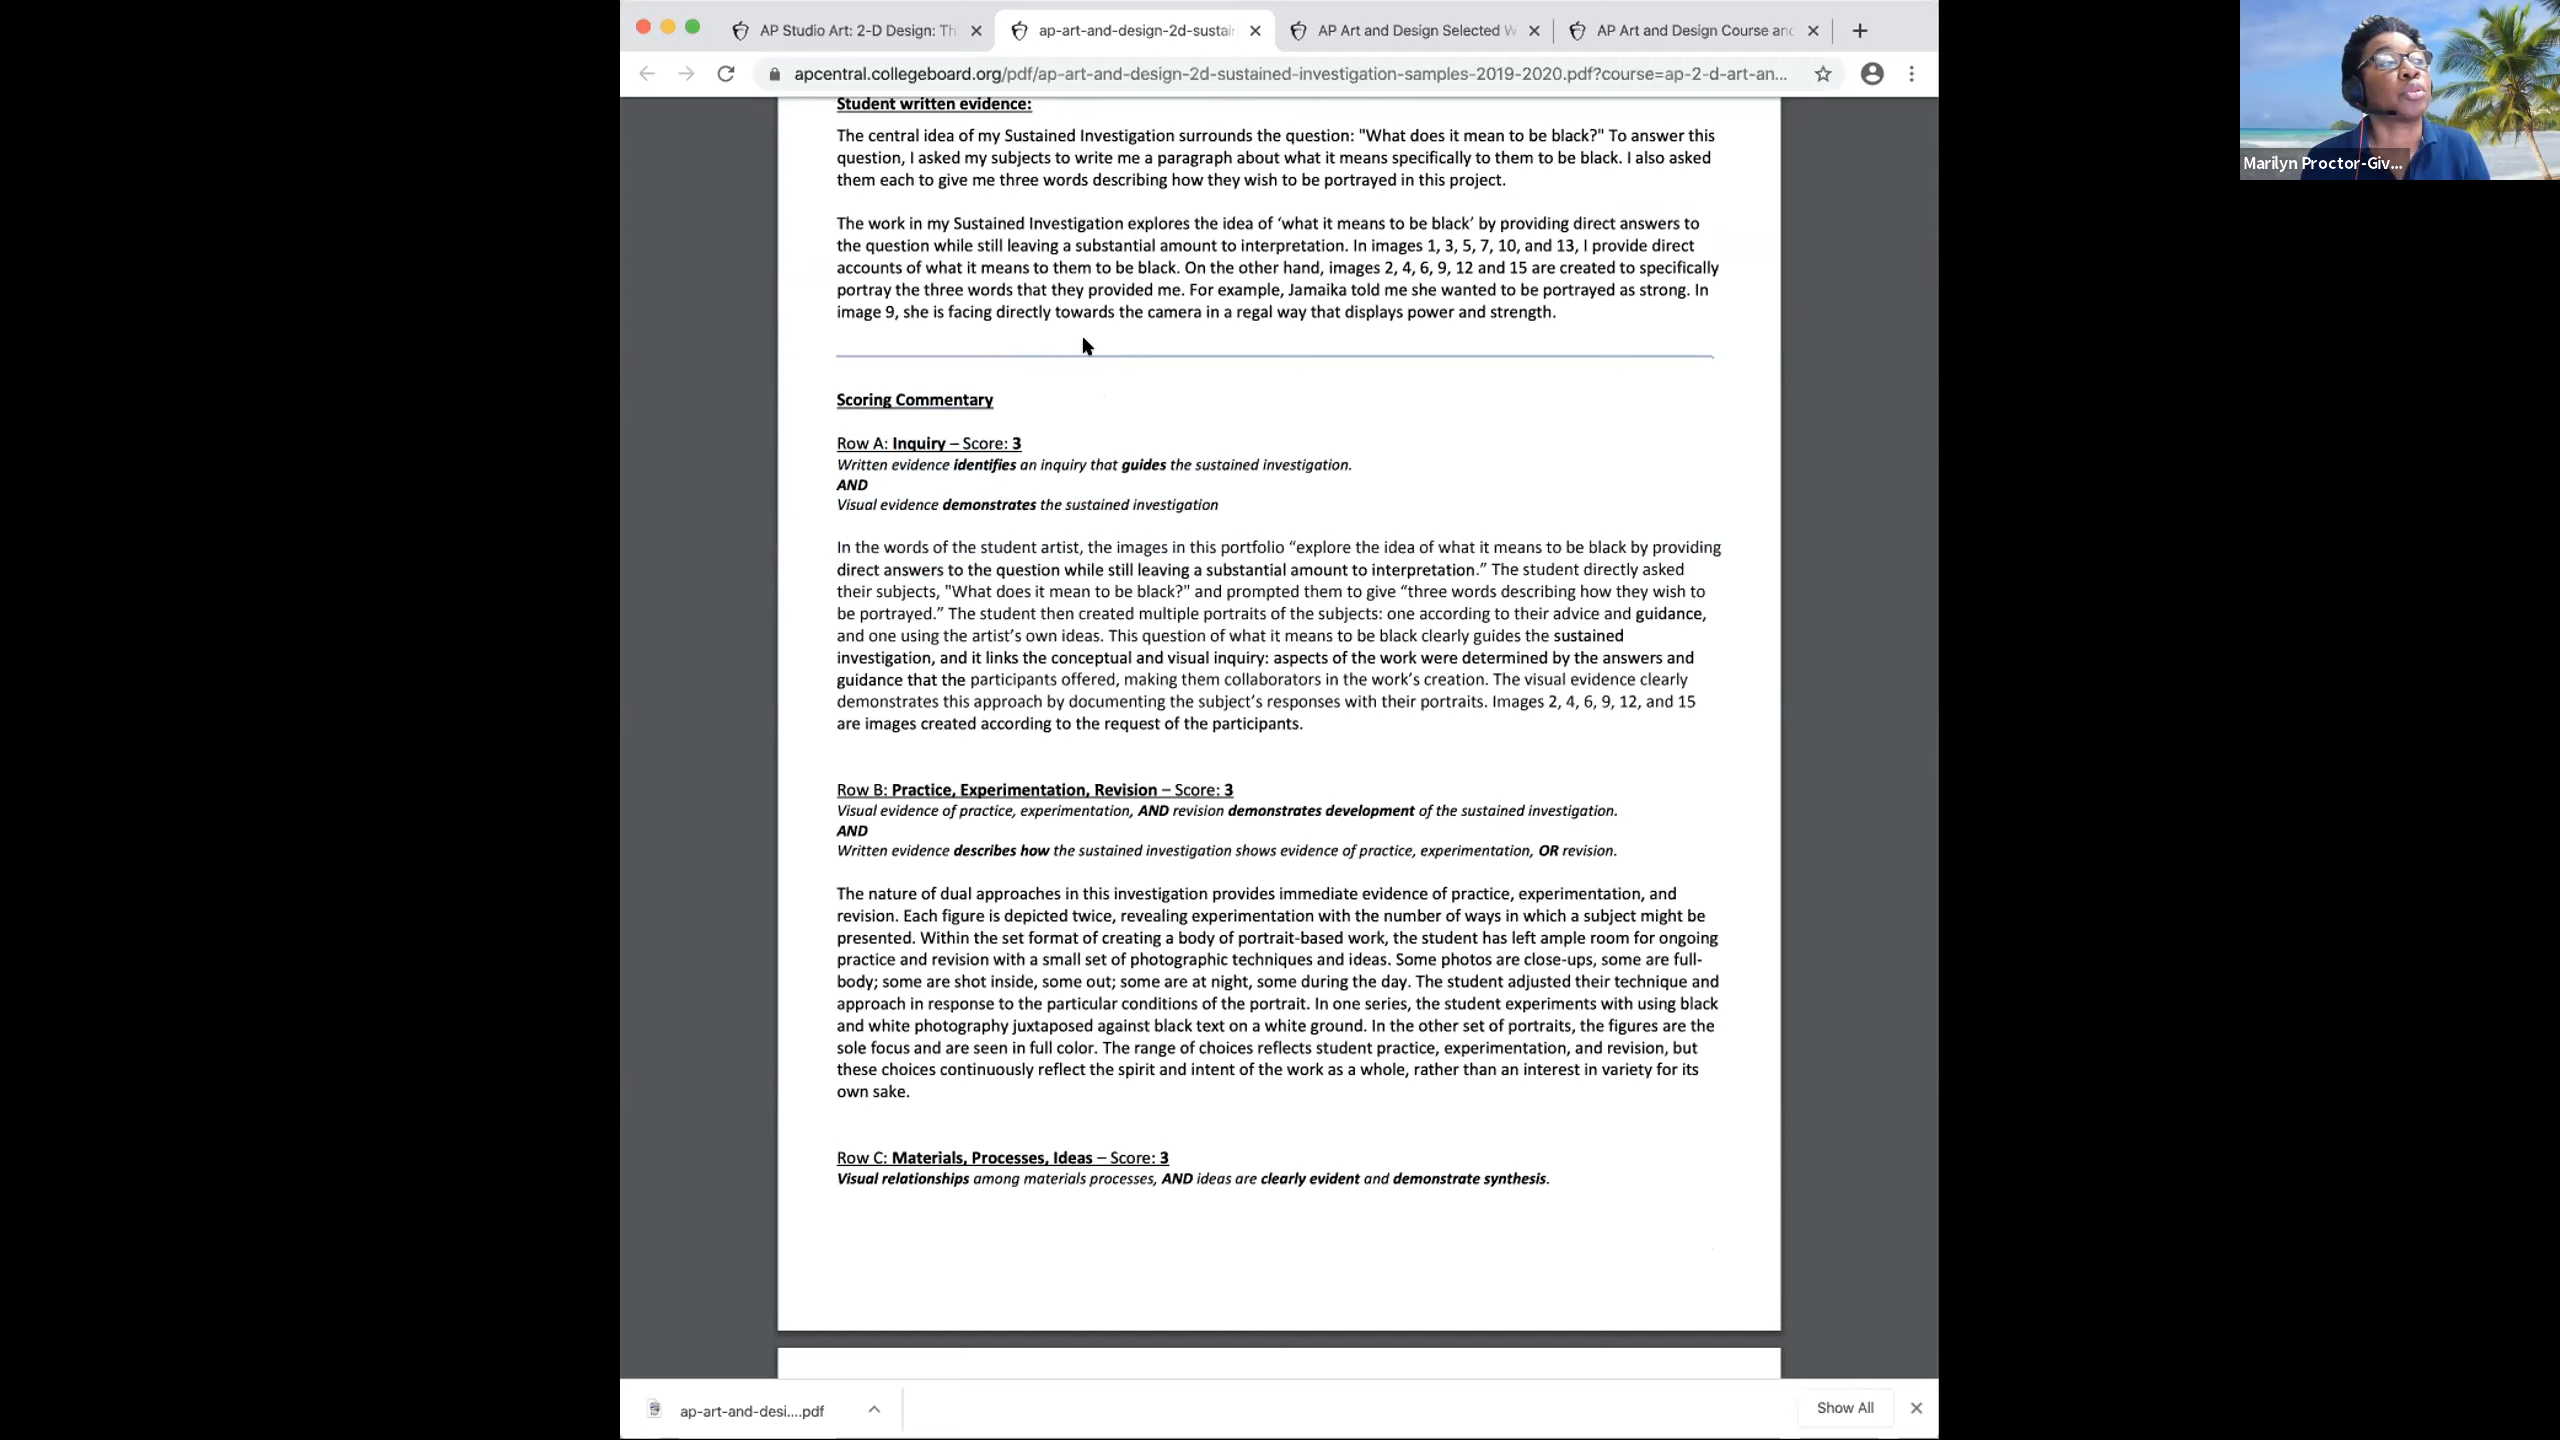 AP Studio Art: 2-D Design: Th
ap-art-and-design-2d-sustai
AP Art and Design Selected W
AP Art and Design Course and
apcentral.collegeboard.org/pdf/ap-art-and-design-2d-sustained-investigation-samples-2019-2020.pdf?course=ap-2-d-art-an...
Marilyn Proctor-Giv...
Student written evidence:
The central idea of my Sustained Investigation surrounds the question: "What does it mean to be black?" To answer this
question, I asked my subjects to write me a paragraph about what it means specifically to them to be black. I also asked
them each to give me three words describing how they wish to be portrayed in this project.
The work in my Sustained Investigation explores the idea of ‘what it means to be black’ by providing direct answers to
the question while still leaving a substantial amount to interpretation. In images 1, 3, 5, 7, 10, and 13, I provide direct
accounts of what it means to them to be black. On the other hand, images 2, 4, 6, 9, 12 and 15 are created to specifically
portray the three words that they provided me. For example, Jamaika told me she wanted to be portrayed as strong. In
image 9, she is facing directly towards the camera in a regal way that displays power and strength.
Scoring Commentary
Row A: Inquiry – Score: 3
Written evidence identifies an inquiry that guides the sustained investigation.
AND
Visual evidence demonstrates the sustained investigation
In the words of the student artist, the images in this portfolio “explore the idea of what it means to be black by providing
direct answers to the question while still leaving a substantial amount to interpretation.” The student directly asked
their subjects, "What does it mean to be black?" and prompted them to give “three words describing how they wish to
be portrayed.” The student then created multiple portraits of the subjects: one according to their advice and guidance,
and one using the artist’s own ideas. This question of what it means to be black clearly guides the sustained
investigation, and it links the conceptual and visual inquiry: aspects of the work were determined by the answers and
guidance that the participants offered, making them collaborators in the work’s creation. The visual evidence clearly
demonstrates this approach by documenting the subject’s responses with their portraits. Images 2, 4, 6, 9, 12, and 15
are images created according to the request of the participants.
Row B: Practice, Experimentation, Revision – Score: 3
Visual evidence of practice, experimentation, AND revision demonstrates development of the sustained investigation.
AND
Written evidence describes how the sustained investigation shows evidence of practice, experimentation, OR revision.
The nature of dual approaches in this investigation provides immediate evidence of practice, experimentation, and
revision. Each figure is depicted twice, revealing experimentation with the number of ways in which a subject might be
presented. Within the set format of creating a body of portrait-based work, the student has left ample room for ongoing
practice and revision with a small set of photographic techniques and ideas. Some photos are close-ups, some are full-
body; some are shot inside, some out; some are at night, some during the day. The student adjusted their technique and
approach in response to the particular conditions of the portrait. In one series, the student experiments with using black
and white photography juxtaposed against black text on a white ground. In the other set of portraits, the figures are the
sole focus and are seen in full color. The range of choices reflects student practice, experimentation, and revision, but
these choices continuously reflect the spirit and intent of the work as a whole, rather than an interest in variety for its
own sake.
Row C: Materials, Processes, Ideas – Score: 3
Visual relationships among materials processes, AND ideas are clearly evident and demonstrate synthesis.
ap-art-and-desi....pdf
Show All